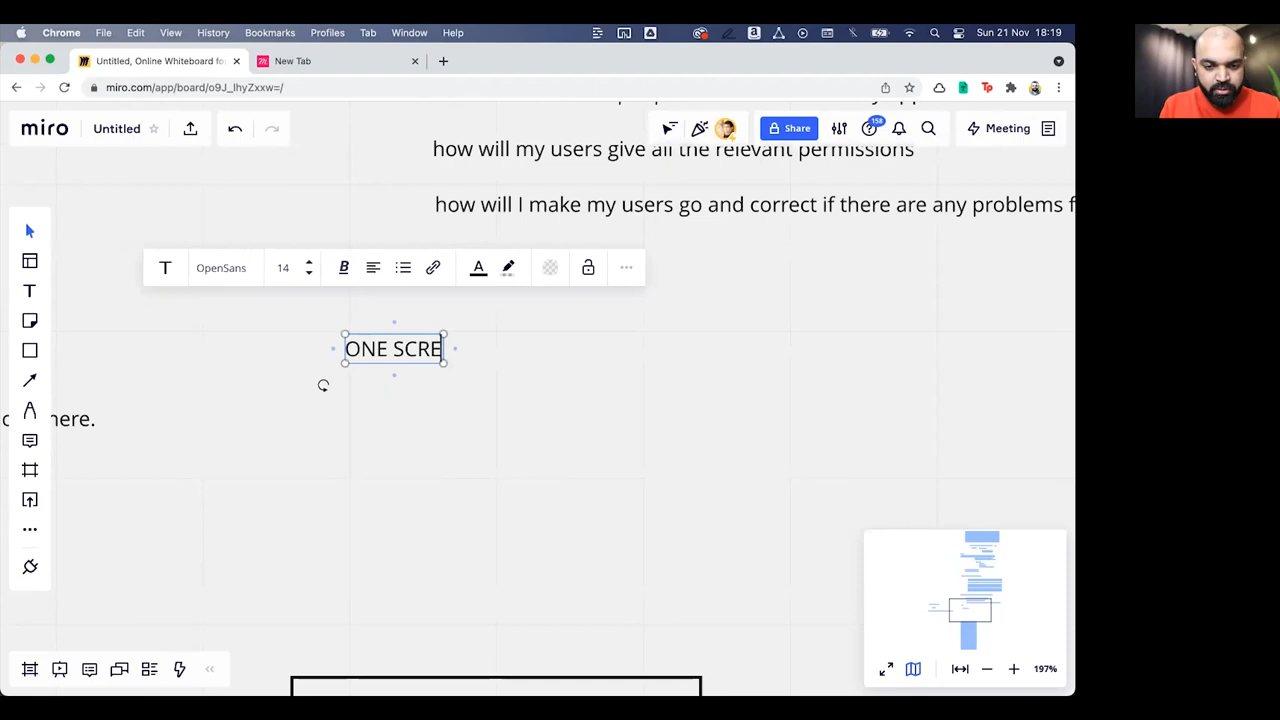 Chrome File Edit View History Bookmarks Profiles Tab Window Help Sun 21 Nov 18:19
Untitled, Online Whiteboard fo New Tab
miro.com/app/board/o9J_lhyZxxw=/
miro Untitled 158 Share Meeting
how will my users give all the relevant permissions
how will I make my users go and correct if there are any problems f
OpenSans 14 B A
ONE SCRE
here.
197%